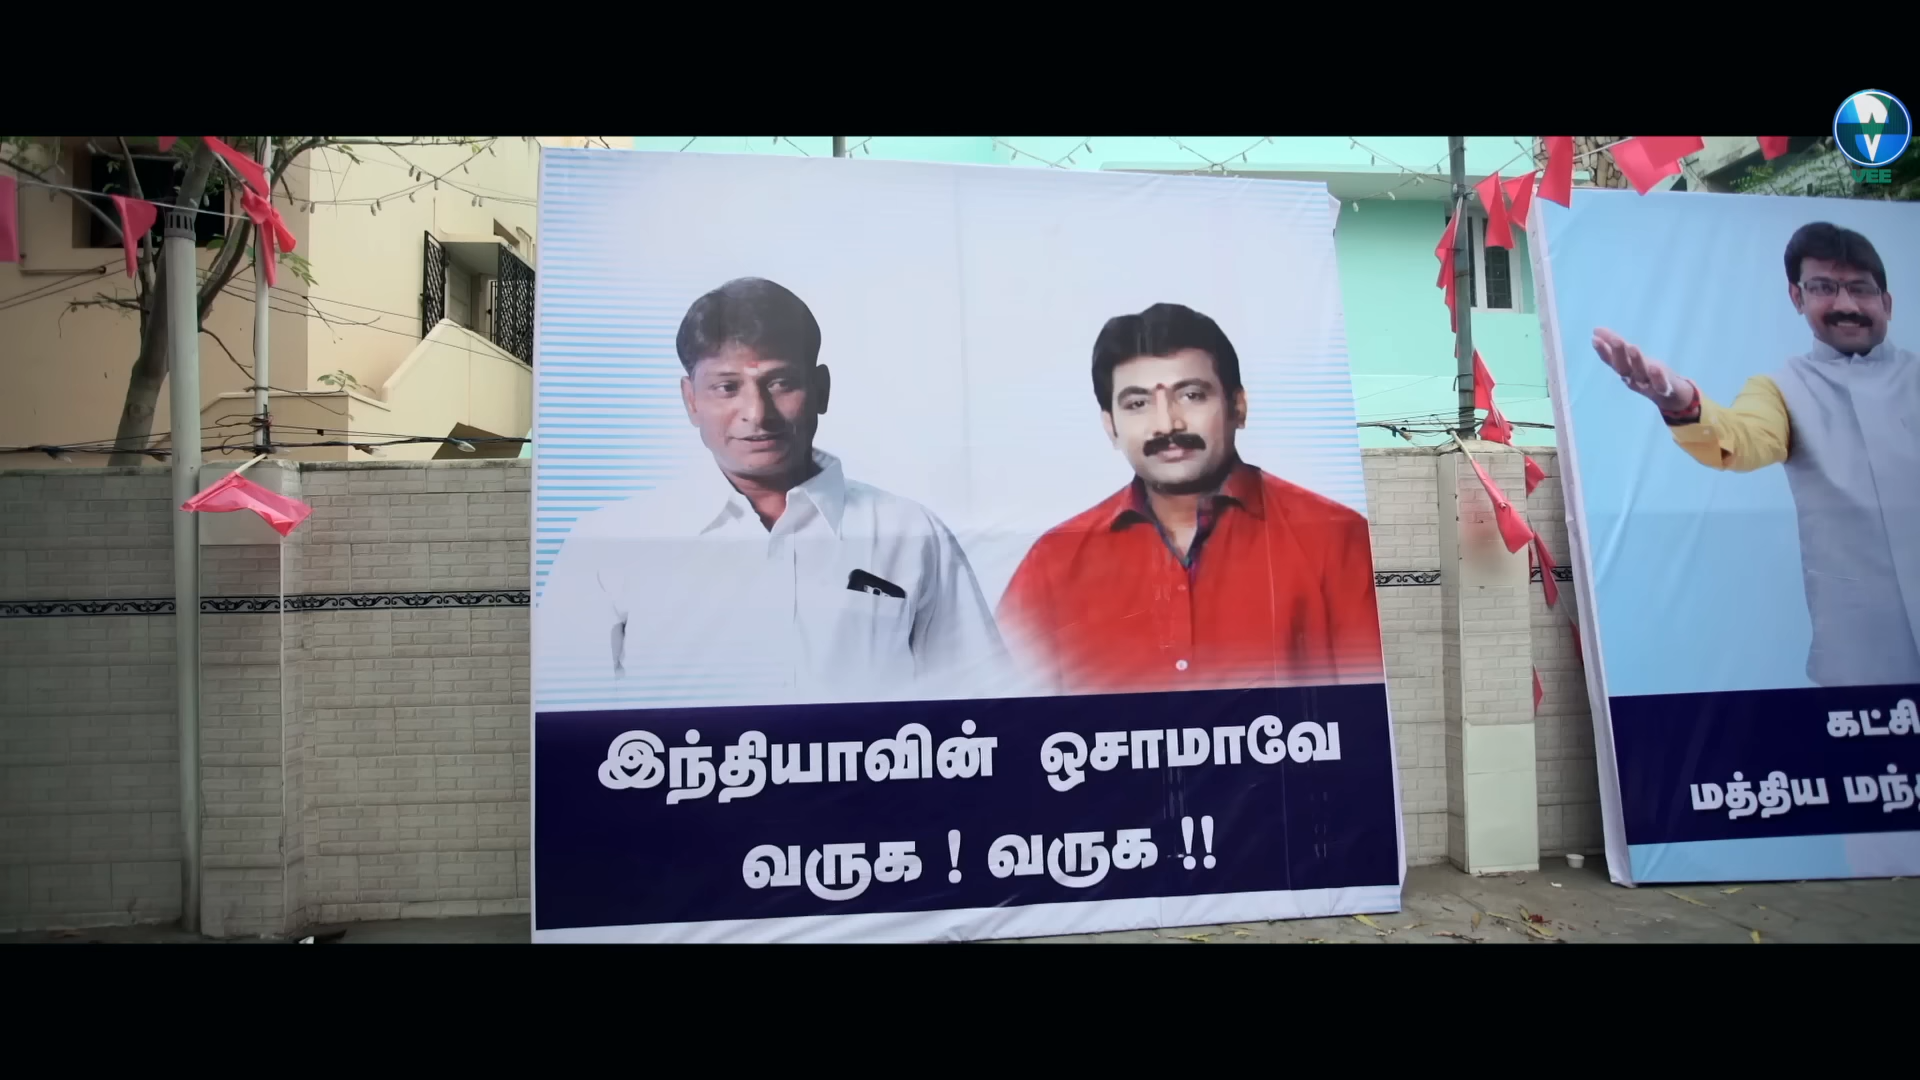 இந்தியாவின் ஒசாமாவே
வருக ! வருக !!
கட்சி
மத்திய
VEE